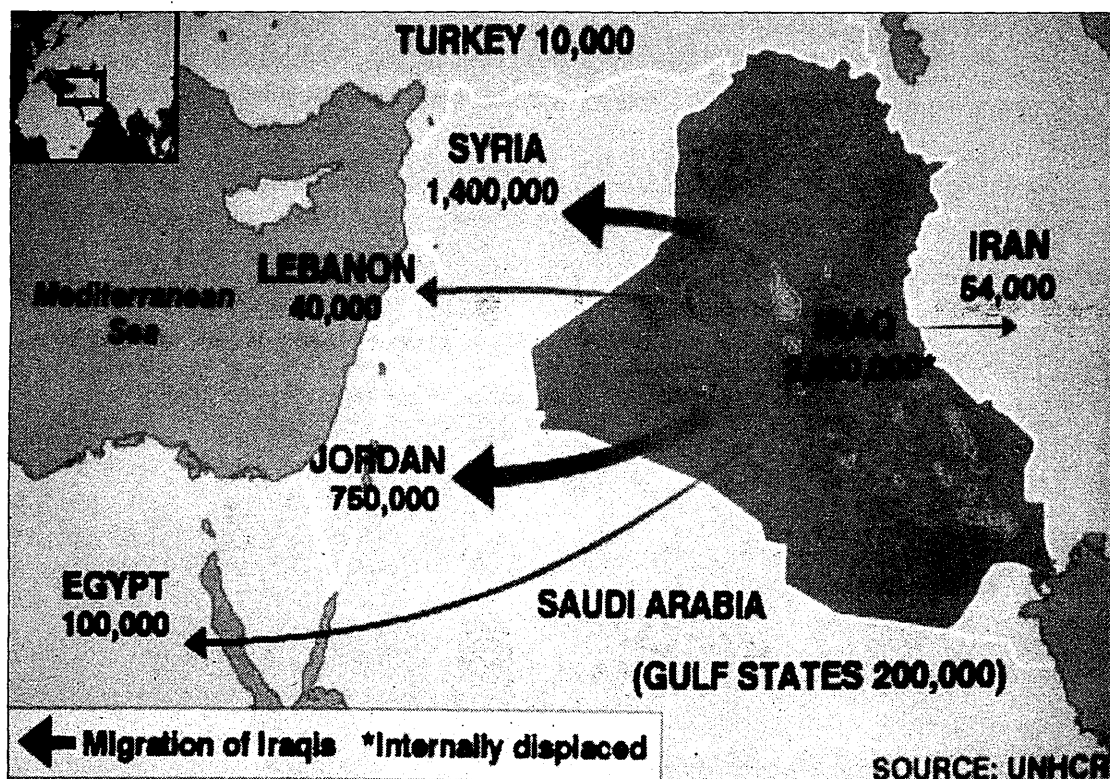 TURKEY 10,000
SYRIA
1,400,000
IRAN
54,000
LEBANON
40,000
Mediterranean
Sea
IRAQ
JORDAN
750,000
EGYPT
100,000
SAUDI ARABIA
(GULF STATES 200,000)
Migration of Iraqis *Internally displaced
SOURCE: UNHCR